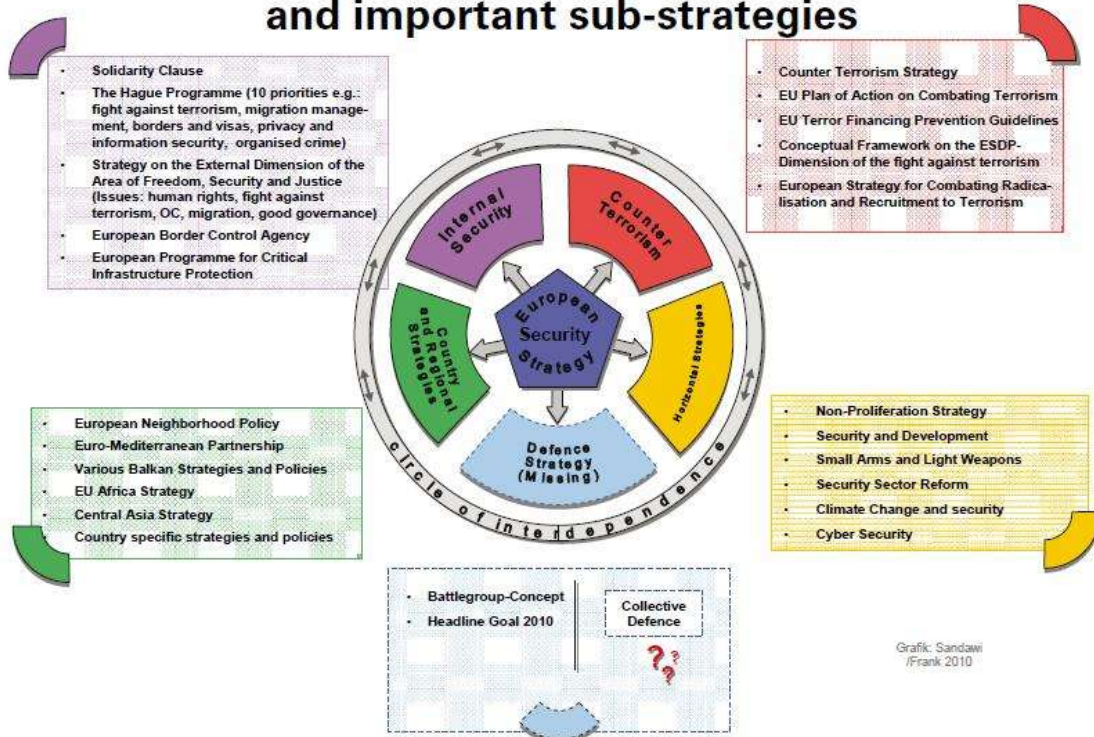 and important sub-strategies
• Solidarity Clause
• The Hague Programme (10 priorities e.g.:
fight against terrorism, migration manage-
ment, borders and visas, privacy and
information security, organised crime)
• Strategy on the External Dimension of the
Area of Freedom, Security and Justice
(Issues: human rights, fight against
terrorism, OC, migration, good governance)
• European Border Control Agency
• European Programme for Critical
Infrastructure Protection
• Counter Terrorism Strategy
• EU Plan of Action on Combating Terrorism
• EU Terror Financing Prevention Guidelines
• Conceptual Framework on the ESDP-
Dimension of the fight against terrorism
• European Strategy for Combating Radica-
lisation and Recruitment to Terrorism
Internal
Security
Counter
Terrorism
European
Security
Strategy
Country
and Regional
Strategies
Horizontal Strategies
Defence
Strategy
(Missing)
circle of interdependence
• European Neighborhood Policy
• Euro-Mediterranean Partnership
• Various Balkan Strategies and Policies
• EU Africa Strategy
• Central Asia Strategy
• Country specific strategies and policies
• Non-Proliferation Strategy
• Security and Development
• Small Arms and Light Weapons
• Security Sector Reform
• Climate Change and security
• Cyber Security
• Battlegroup-Concept
• Headline Goal 2010
Collective
Defence
???
Grafik: Sandawi
/Frank 2010